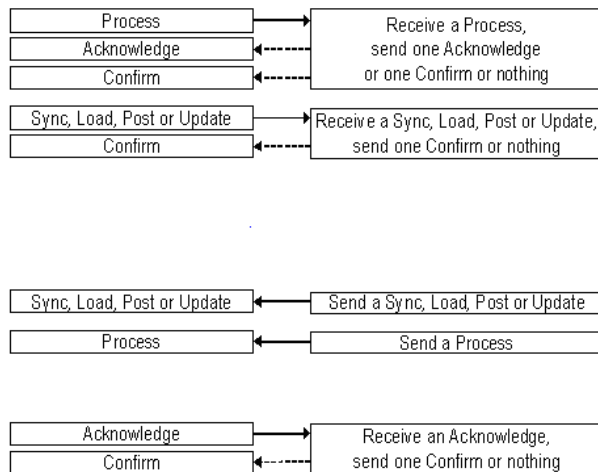 Process
Acknowledge
Confirm
Receive a Process,
send one Acknowledge
or one Confirm or nothing
Sync, Load, Post or Update
Confirm
Receive a Sync, Load, Post or Update,
send one Confirm or nothing
Sync, Load, Post or Update
Send a Sync, Load, Post or Update
Process
Send a Process
Acknowledge
Confirm
Receive an Acknowledge,
send one Confirm or nothing